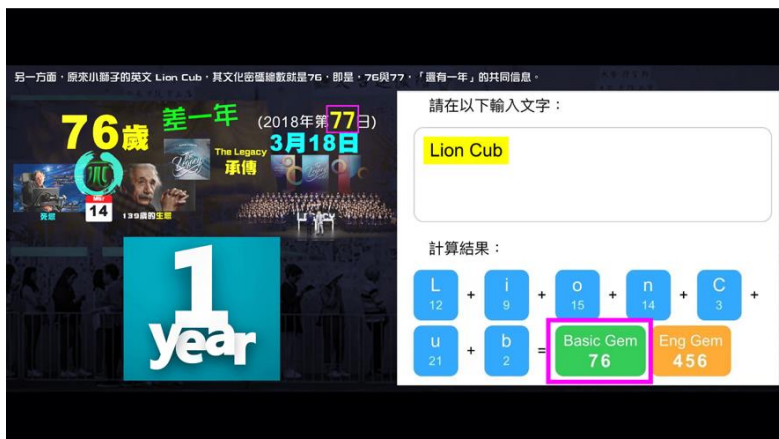 另一方面，原來小獅子的英文 Lion Cub，其文化密碼總數就是76，即是，76與77，「還有一年」的共同信息。
76歲 差一年 (2018年第77日)
3月18日
The Legacy
承傳
14
死忌
139歲的生忌
LEGACY
1
year
請在以下輸入文字：
Lion Cub
計算結果：
L + i + o + n + C +
12 9 15 14 3
u + b = Basic Gem Eng Gem
21 2 76 456